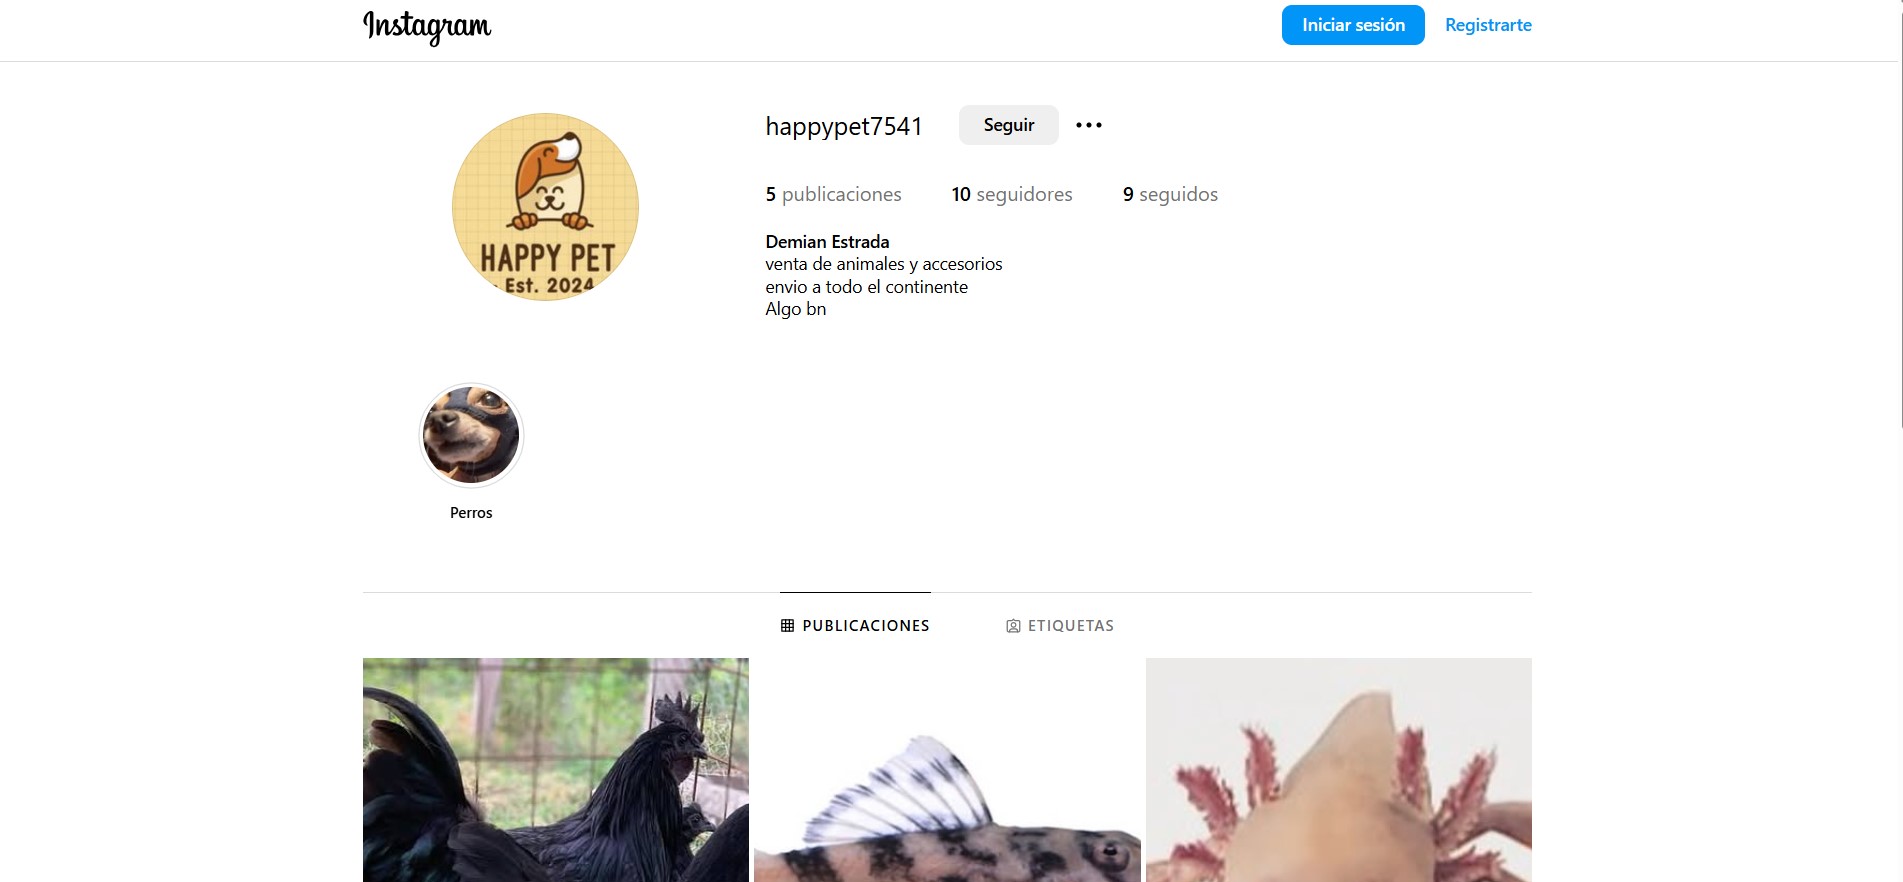 Instagram
Iniciar sesión
Registrarte
happypet7541
Seguir
5 publicaciones
10 seguidores
9 seguidos
Demian Estrada
venta de animales y accesorios
envio a todo el continente
Algo bn
HAPPY PET
Est. 2024
Perros
PUBLICACIONES
ETIQUETAS